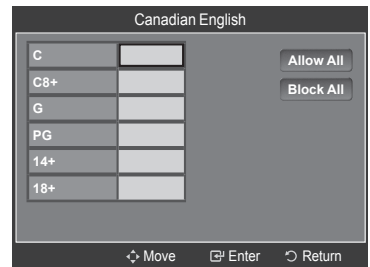 Canadian English
C
Allow All
C8+
Block All
G
PG
14+
18+
Move Enter Return